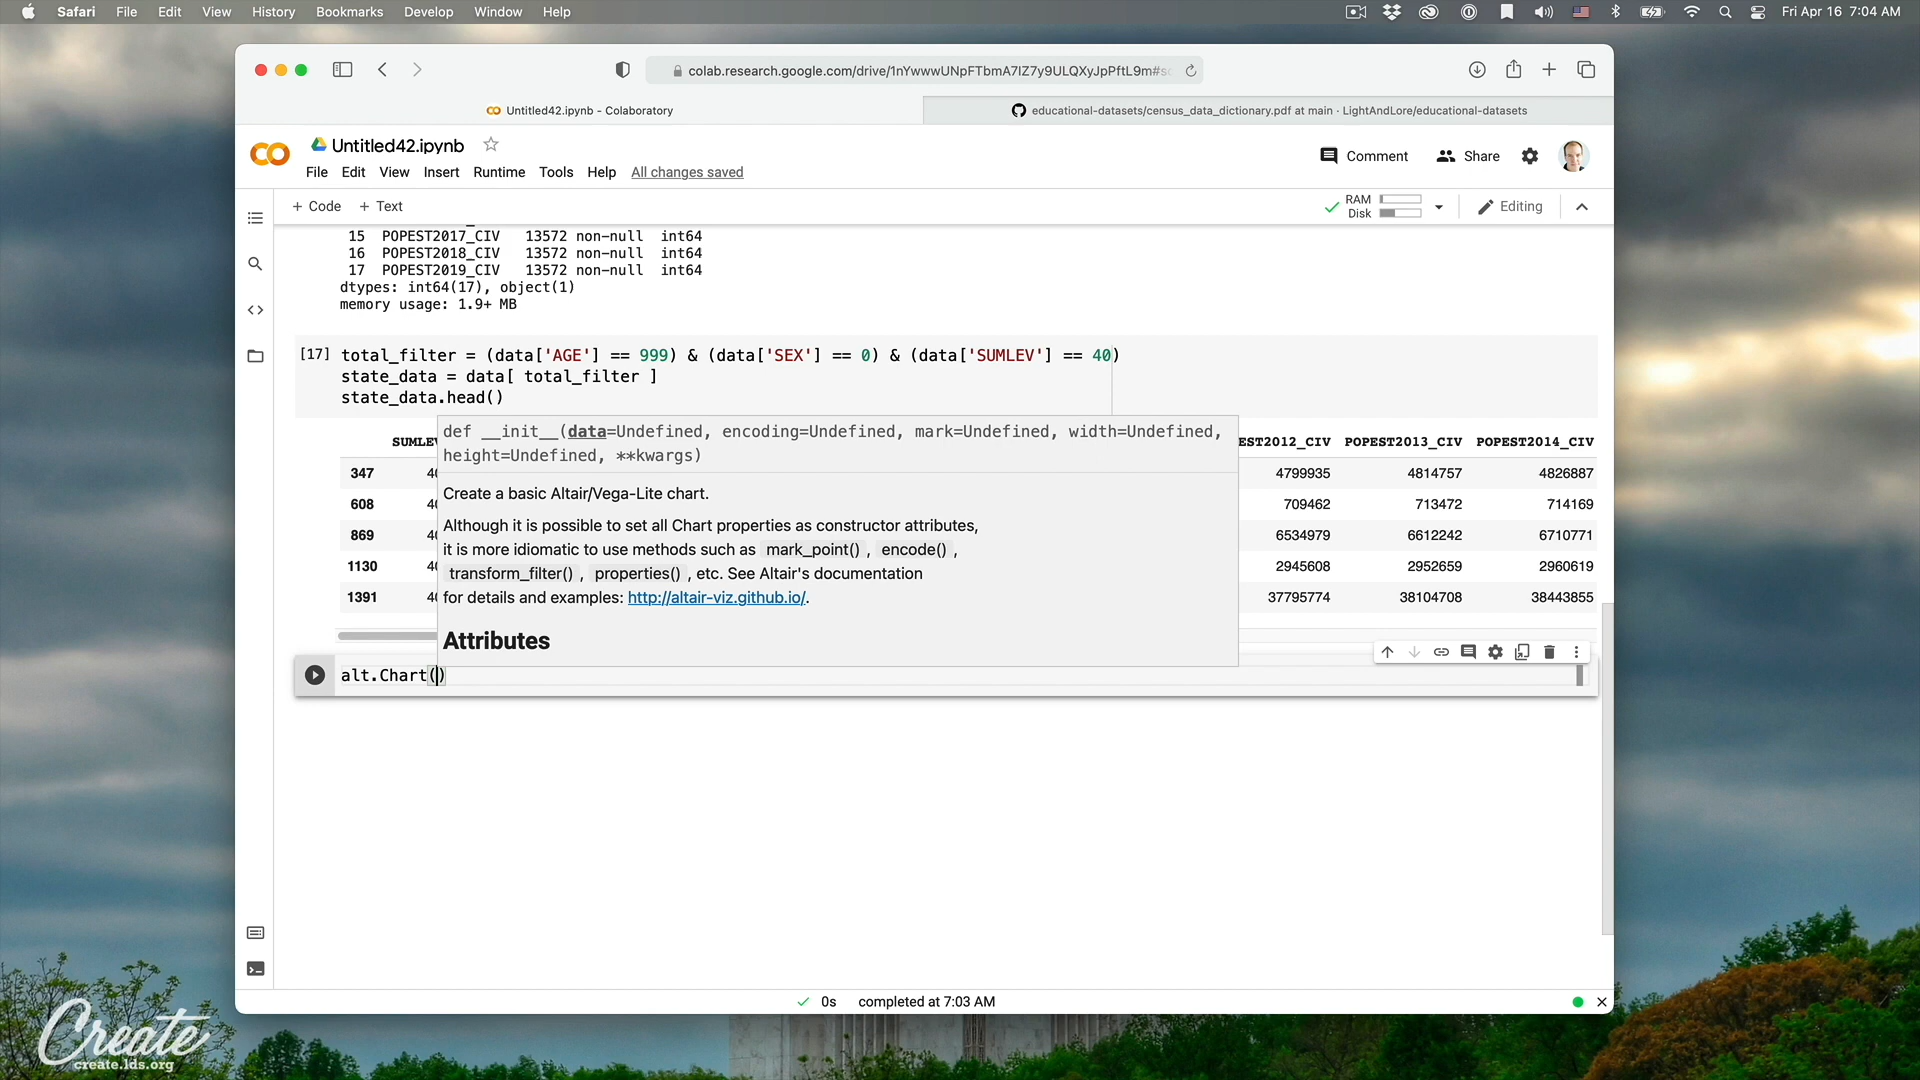 Safari File Edit View History Bookmarks Develop Window Help Fri Apr 16 7:04 AM
colab.research.google.com/drive/1nYwwwUNpFTbmA7lZ7y9ULQXyJpPftL9m#sc
Untitled42.ipynb - Colaboratory
educational-datasets/census_data_dictionary.pdf at main · LightAndLore/educational-datasets
Untitled42.ipynb
Comment Share
File Edit View Insert Runtime Tools Help All changes saved
+ Code + Text
RAM
Disk
Editing
15 POPEST2017_CIV 13572 non-null int64
16 POPEST2018_CIV 13572 non-null int64
17 POPEST2019_CIV 13572 non-null int64
dtypes: int64(17), object(1)
memory usage: 1.9+ MB
[17] total_filter = (data['AGE'] == 999) & (data['SEX'] == 0) & (data['SUMLEV'] == 40)
state_data = data[ total_filter ]
state_data.head()
def __init__(data=Undefined, encoding=Undefined, mark=Undefined, width=Undefined,
height=Undefined, **kwargs)
Create a basic Altair/Vega-Lite chart.
Although it is possible to set all Chart properties as constructor attributes,
it is more idiomatic to use methods such as mark_point() , encode() ,
transform_filter() , properties() , etc. See Altair's documentation
for details and examples: http://altair-viz.github.io/.
Attributes
SUMLEV EST2012_CIV POPEST2013_CIV POPEST2014_CIV
347 40 4799935 4814757 4826887
608 40 709462 713472 714169
869 40 6534979 6612242 6710771
1130 40 2945608 2952659 2960619
1391 40 37795774 38104708 38443855
alt.Chart()
0s completed at 7:03 AM
Create
create.lds.org